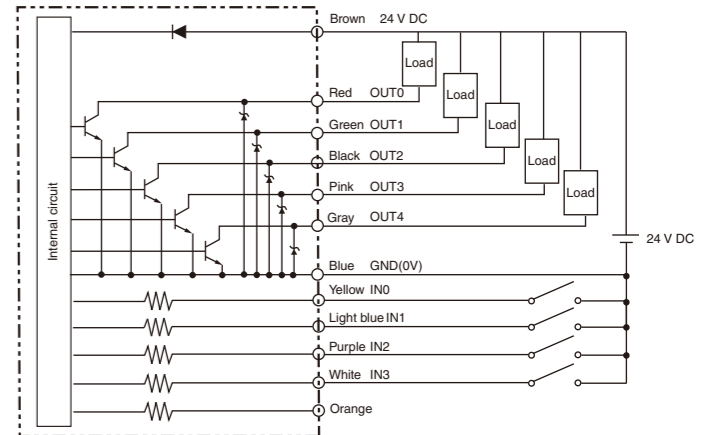 Brown 24 V DC
Load
Red OUT0
Load
Green OUT1
Load
Black OUT2
Load
Pink OUT3
Load
Gray OUT4
Internal circuit
24 V DC
Blue GND(0V)
Yellow IN0
Light blue IN1
Purple IN2
White IN3
Orange